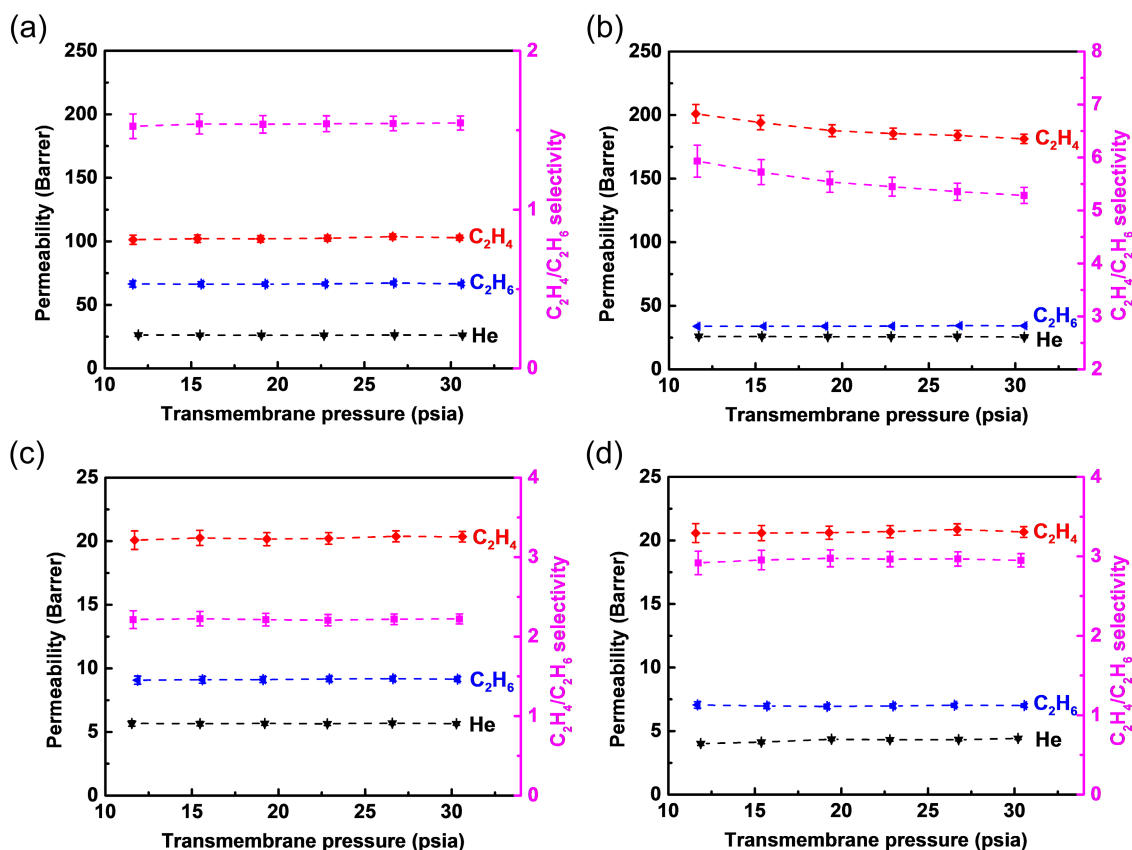 (a)
250
200
150
100
50
0
Permeability (Barrer)
2
1
0
C₂H₄/C₂H₆ selectivity
C₂H₄
C₂H₆
He
10 15 20 25 30
Transmembrane pressure (psia)
(b)
250
200
150
100
50
0
Permeability (Barrer)
8
7
6
5
4
3
2
C₂H₄/C₂H₆ selectivity
C₂H₄
C₂H₆
He
10 15 20 25 30
Transmembrane pressure (psia)
(c)
25
20
15
10
5
0
Permeability (Barrer)
4
3
2
1
0
C₂H₄/C₂H₆ selectivity
C₂H₄
C₂H₆
He
10 15 20 25 30
Transmembrane pressure (psia)
(d)
25
20
15
10
5
0
Permeability (Barrer)
4
3
2
1
0
C₂H₄/C₂H₆ selectivity
C₂H₄
C₂H₆
He
10 15 20 25 30
Transmembrane pressure (psia)